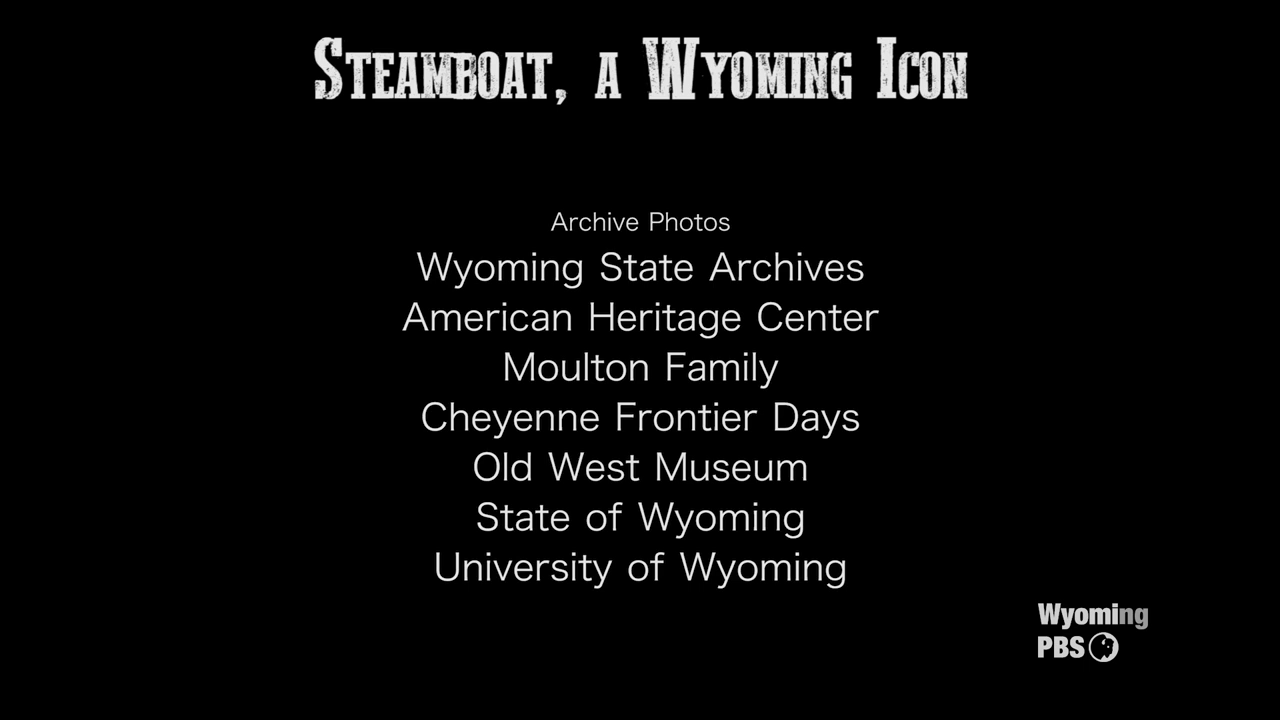 Steamboat, a Wyoming Icon
Archive Photos
Wyoming State Archives
American Heritage Center
Moulton Family
Cheyenne Frontier Days
Old West Museum
State of Wyoming
University of Wyoming
Wyoming
PBS